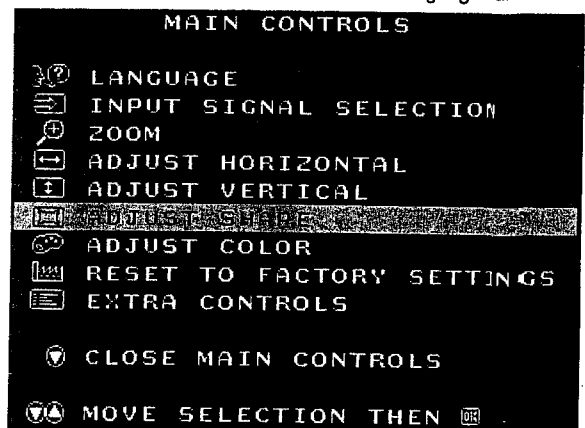 MAIN CONTROLS
LANGUAGE
INPUT SIGNAL SELECTION
ZOOM
ADJUST HORIZONTAL
ADJUST VERTICAL
ADJUST SHAPE
ADJUST COLOR
RESET TO FACTORY SETTINGS
EXTRA CONTROLS
CLOSE MAIN CONTROLS
MOVE SELECTION THEN OK